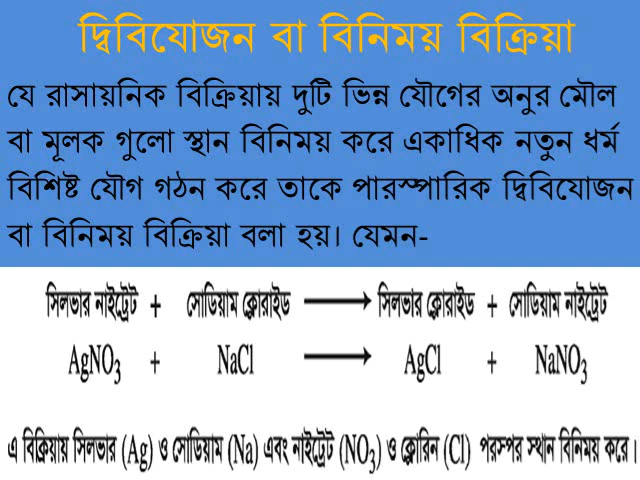 দ্বিবিযোজন বা বিনিময় বিক্রিয়া
যে রাসায়নিক বিক্রিয়ায় দুটি ভিন্ন যৌগের অনুর মৌল
বা মূলক গুলো স্থান বিনিময় করে একাধিক নতুন ধর্ম
বিশিষ্ট যৌগ গঠন করে তাকে পারস্পারিক দ্বিবিযোজন
বা বিনিময় বিক্রিয়া বলা হয়। যেমন-
সিলভার নাইট্রেট + সোডিয়াম ক্লোরাইড ⟶ সিলভার ক্লোরাইড + সোডিয়াম নাইট্রেট
AgNO₃ + NaCl ⟶ AgCl + NaNO₃
এ বিক্রিয়ায় সিলভার (Ag) ও সোডিয়াম (Na) এবং নাইট্রেট (NO₃) ও ক্লোরিন (Cl) পরস্পর স্থান বিনিময় করে।